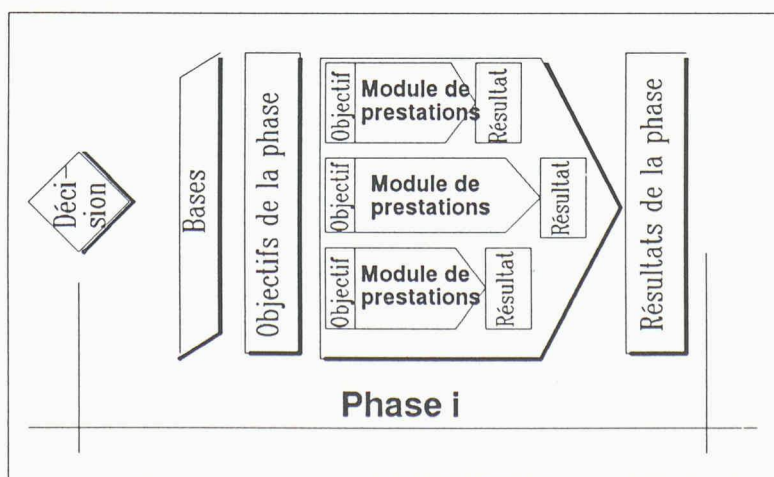 Déci-
sion
Bases
Objectifs de la phase
Objectif
Module de
prestations
Résultat
Objectif
Module de
prestations
Résultat
Objectif
Module de
prestations
Résultat
Résultats de la phase
Phase i